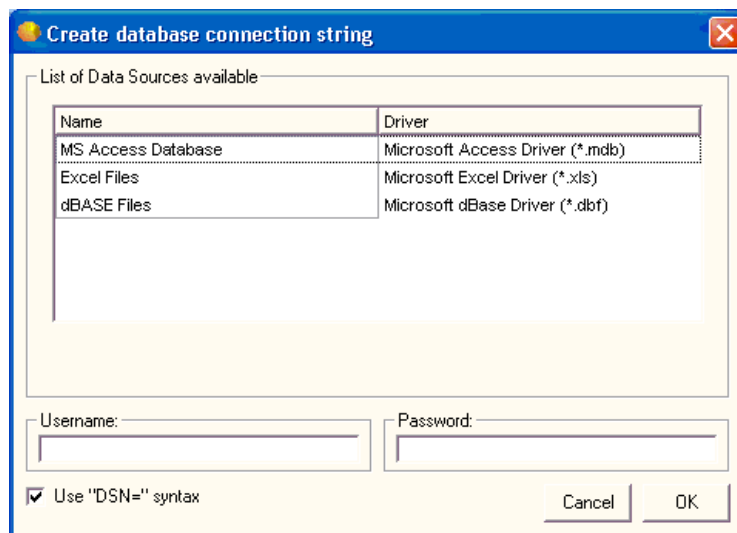 Create database connection string
List of Data Sources available
Name Driver
MS Access Database Microsoft Access Driver (*.mdb)
Excel Files Microsoft Excel Driver (*.xls)
dBASE Files Microsoft dBase Driver (*.dbf)
Username: Password:
Use "DSN=" syntax Cancel OK